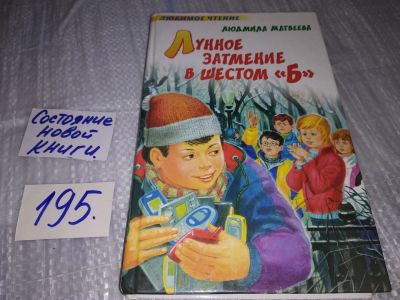 ЛЮБИМОЕ ЧТЕНИЕ
ЛЮДМИЛА МАТВЕЕВА
ЛУННОЕ
ЗАТМЕНИЕ
В ШЕСТОМ «Б»
Состояние
новой
книги.
195.